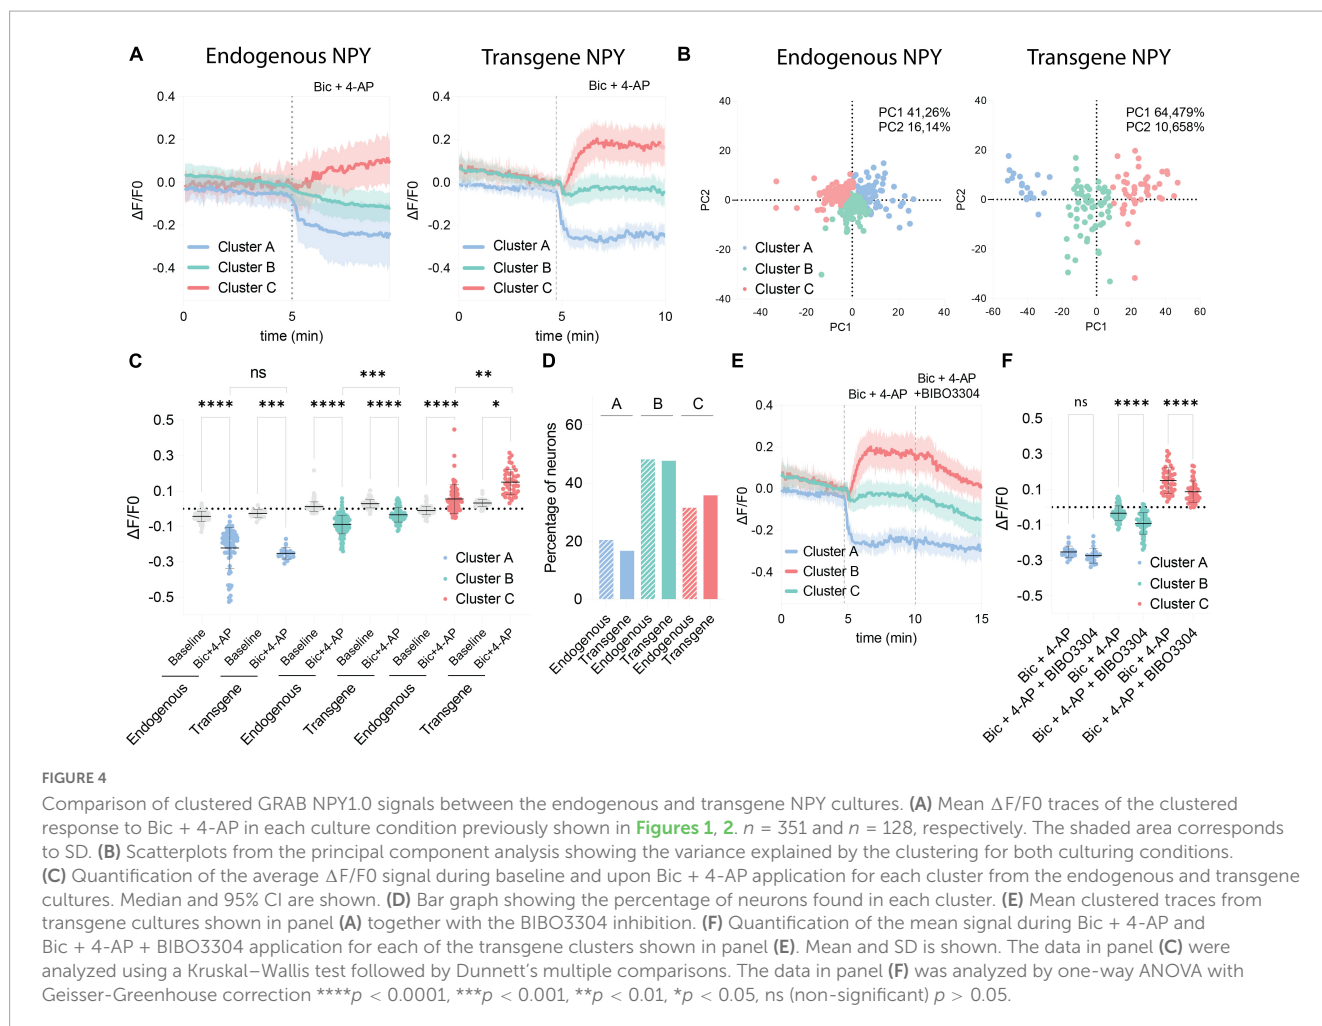 A
Endogenous NPY
Transgene NPY
Bic + 4-AP
Bic + 4-AP
ΔF/F0
0.4
0.2
0.0
-0.2
-0.4
Cluster A
Cluster B
Cluster C
0
5
time (min)
0.4
0.2
0.0
-0.2
-0.4
Cluster A
Cluster B
Cluster C
0
5
10
time (min)
B
Endogenous NPY
Transgene NPY
PC1 41,26%
PC2 16,14%
PC2
40
20
0
-20
-40
Cluster A
Cluster B
Cluster C
-40
-20
0
20
40
PC1
PC1 64,479%
PC2 10,658%
PC2
40
20
0
-20
-40
-60
-40
-20
0
20
40
60
PC1
C
ns
***
**
****
***
****
****
****
*
ΔF/F0
0.5
0.3
0.1
-0.1
-0.3
-0.5
Cluster A
Cluster B
Cluster C
Baseline
Bic+4-AP
Baseline
Bic+4-AP
Baseline
Bic+4-AP
Baseline
Bic+4-AP
Baseline
Bic+4-AP
Baseline
Bic+4-AP
Endogenous
Transgene
Endogenous
Transgene
Endogenous
Transgene
D
A
B
C
Percentage of neurons
60
40
20
0
Endogenous
Transgene
Endogenous
Transgene
Endogenous
Transgene
E
Bic + 4-AP
Bic + 4-AP
+BIBO3304
ΔF/F0
0.4
0.2
0.0
-0.2
-0.4
Cluster A
Cluster B
Cluster C
0
5
10
15
time (min)
F
ns
****
****
ΔF/F0
0.5
0.3
0.1
-0.1
-0.3
-0.5
Cluster A
Cluster B
Cluster C
Bic + 4-AP
Bic + 4-AP + BIBO3304
Bic + 4-AP
Bic + 4-AP + BIBO3304
Bic + 4-AP
Bic + 4-AP + BIBO3304
FIGURE 4
Comparison of clustered GRAB NPY1.0 signals between the endogenous and transgene NPY cultures. (A) Mean ΔF/F0 traces of the clustered
response to Bic + 4-AP in each culture condition previously shown in Figures 1, 2. n = 351 and n = 128, respectively. The shaded area corresponds
to SD. (B) Scatterplots from the principal component analysis showing the variance explained by the clustering for both culturing conditions.
(C) Quantification of the average ΔF/F0 signal during baseline and upon Bic + 4-AP application for each cluster from the endogenous and transgene
cultures. Median and 95% CI are shown. (D) Bar graph showing the percentage of neurons found in each cluster. (E) Mean clustered traces from
transgene cultures shown in panel (A) together with the BIBO3304 inhibition. (F) Quantification of the mean signal during Bic + 4-AP and
Bic + 4-AP + BIBO3304 application for each of the transgene clusters shown in panel (E). Mean and SD is shown. The data in panel (C) were
analyzed using a Kruskal–Wallis test followed by Dunnett's multiple comparisons. The data in panel (F) was analyzed by one-way ANOVA with
Geisser-Greenhouse correction ****p < 0.0001, ***p < 0.001, **p < 0.01, *p < 0.05, ns (non-significant) p > 0.05.